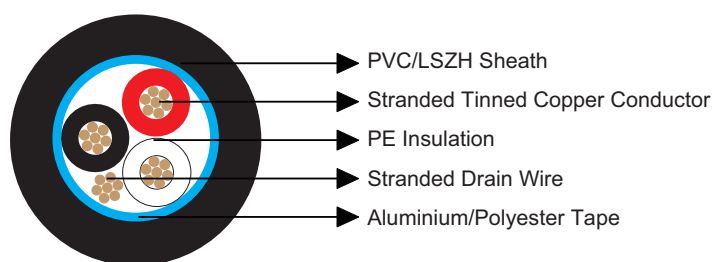 PVC/LSZH Sheath
Stranded Tinned Copper Conductor
PE Insulation
Stranded Drain Wire
Aluminium/Polyester Tape